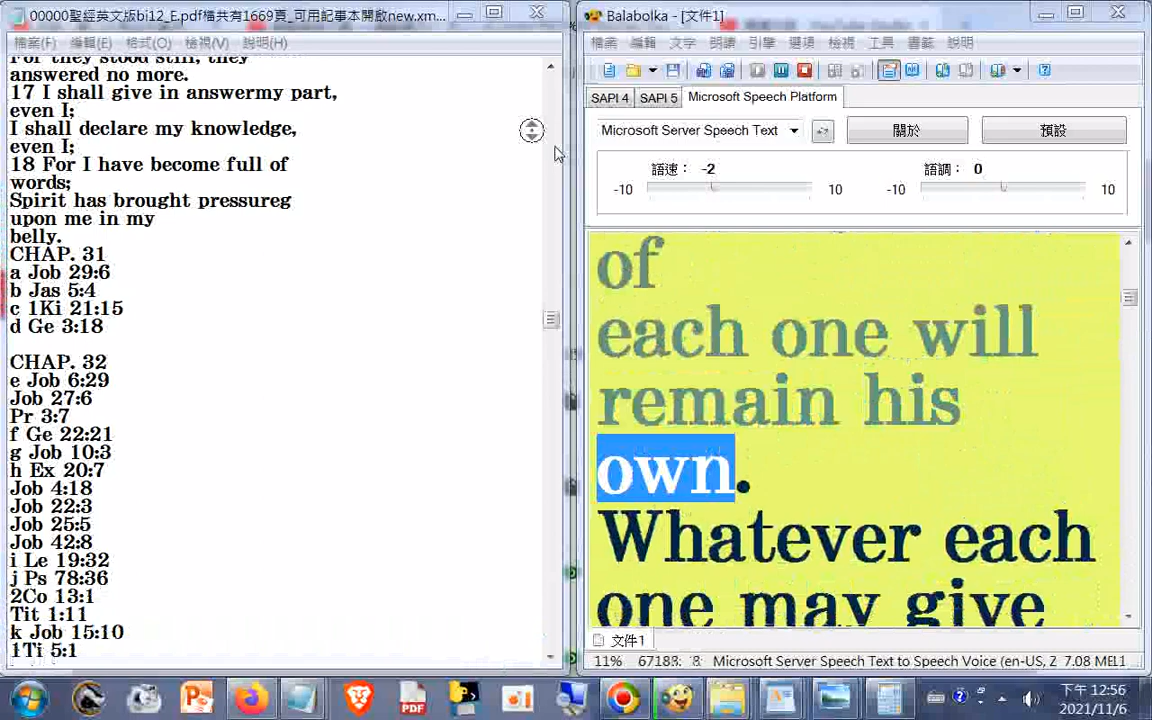 00000聖經英文版bi12_E.pdf檔共有1669頁_可用記事本開啟new.xm...
檔案(F) 編輯(E) 格式(O) 檢視(V) 說明(H)
For they stood still, they
answered no more.
17 I shall give in answermy part,
even I;
I shall declare my knowledge,
even I;
18 For I have become full of
words;
Spirit has brought pressureg
upon me in my
belly.
CHAP. 31
a Job 29:6
b Jas 5:4
c 1Ki 21:15
d Ge 3:18
CHAP. 32
e Job 6:29
Job 27:6
Pr 3:7
f Ge 22:21
g Job 10:3
h Ex 20:7
Job 4:18
Job 22:3
Job 25:5
Job 42:8
i Le 19:32
j Ps 78:36
2Co 13:1
Tit 1:11
k Job 15:10
1Ti 5:1
Balabolka - [文件1]
檔案 編輯 文字 朗讀 引擎 選項 檢視 工具 書籤 說明
SAPI 4 SAPI 5 Microsoft Speech Platform
Microsoft Server Speech Text 關於 預設
語速： -2 語調： 0
-10 10 -10 10
of
each one will
remain his
own.
Whatever each
one may give
文件1
11% Microsoft Server Speech Text to Speech Voice (en-US, Z 7.08 MB
下午 12:56
2021/11/6